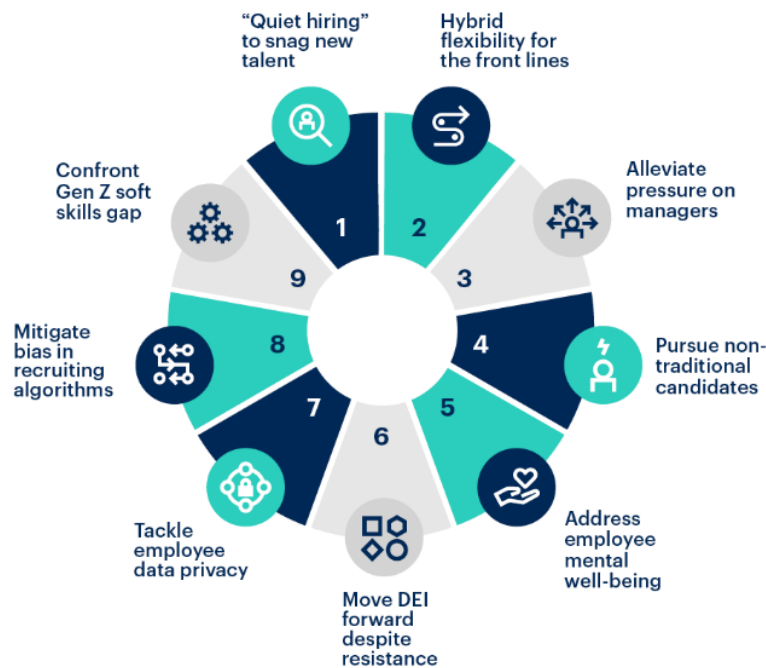 “Quiet hiring”
to snag new
talent
1
Hybrid
flexibility for
the front lines
2
Alleviate
pressure on
managers
3
Pursue non-
traditional
candidates
4
Address
employee
mental
well-being
5
Move DEI
forward
despite
resistance
6
Tackle
employee
data privacy
7
Mitigate
bias in
recruiting
algorithms
8
Confront
Gen Z soft
skills gap
9